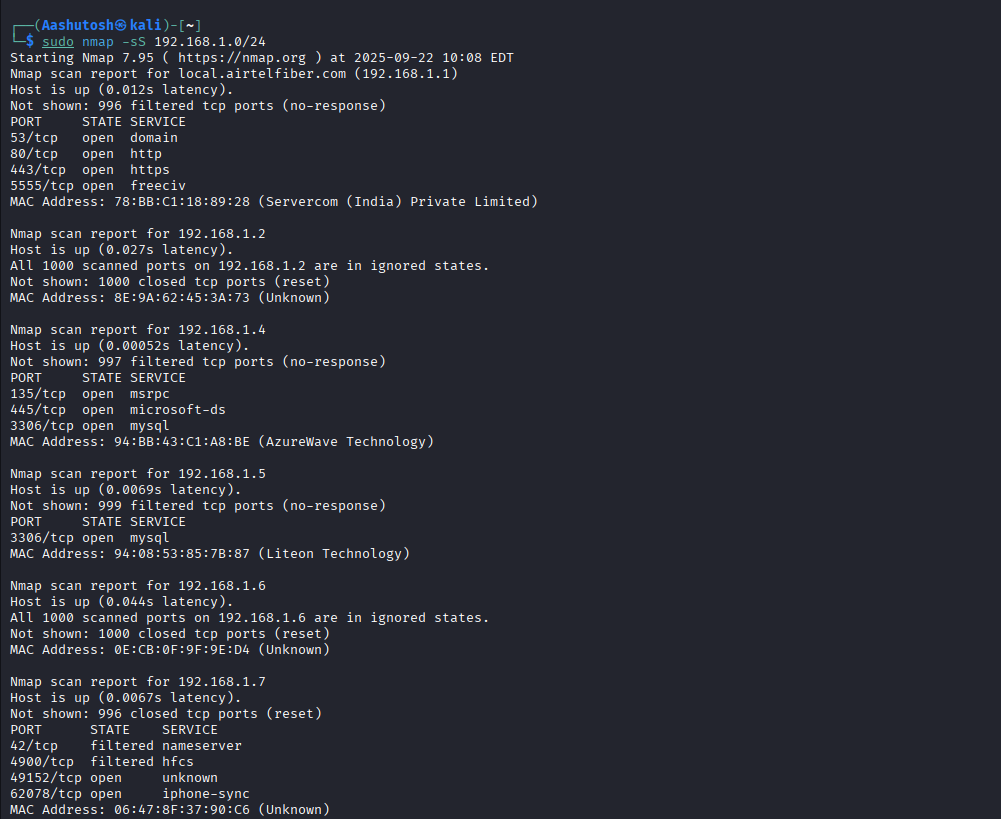 ┌──(Aashutosh㉿kali)-[~]
└─$ sudo nmap -sS 192.168.1.0/24
Starting Nmap 7.95 ( https://nmap.org ) at 2025-09-22 10:08 EDT
Nmap scan report for local.airtelfiber.com (192.168.1.1)
Host is up (0.012s latency).
Not shown: 996 filtered tcp ports (no-response)
PORT     STATE SERVICE
53/tcp   open  domain
80/tcp   open  http
443/tcp  open  https
5555/tcp open  freeciv
MAC Address: 78:BB:C1:18:89:28 (Servercom (India) Private Limited)

Nmap scan report for 192.168.1.2
Host is up (0.027s latency).
All 1000 scanned ports on 192.168.1.2 are in ignored states.
Not shown: 1000 closed tcp ports (reset)
MAC Address: 8E:9A:62:45:3A:73 (Unknown)

Nmap scan report for 192.168.1.4
Host is up (0.00052s latency).
Not shown: 997 filtered tcp ports (no-response)
PORT     STATE SERVICE
135/tcp  open  msrpc
445/tcp  open  microsoft-ds
3306/tcp open  mysql
MAC Address: 94:BB:43:C1:A8:BE (AzureWave Technology)

Nmap scan report for 192.168.1.5
Host is up (0.0069s latency).
Not shown: 999 filtered tcp ports (no-response)
PORT     STATE SERVICE
3306/tcp open  mysql
MAC Address: 94:08:53:85:7B:87 (Liteon Technology)

Nmap scan report for 192.168.1.6
Host is up (0.044s latency).
All 1000 scanned ports on 192.168.1.6 are in ignored states.
Not shown: 1000 closed tcp ports (reset)
MAC Address: 0E:CB:0F:9F:9E:D4 (Unknown)

Nmap scan report for 192.168.1.7
Host is up (0.0067s latency).
Not shown: 996 closed tcp ports (reset)
PORT      STATE    SERVICE
42/tcp    filtered nameserver
4900/tcp  filtered hfcs
49152/tcp open     unknown
62078/tcp open     iphone-sync
MAC Address: 06:47:8F:37:90:C6 (Unknown)